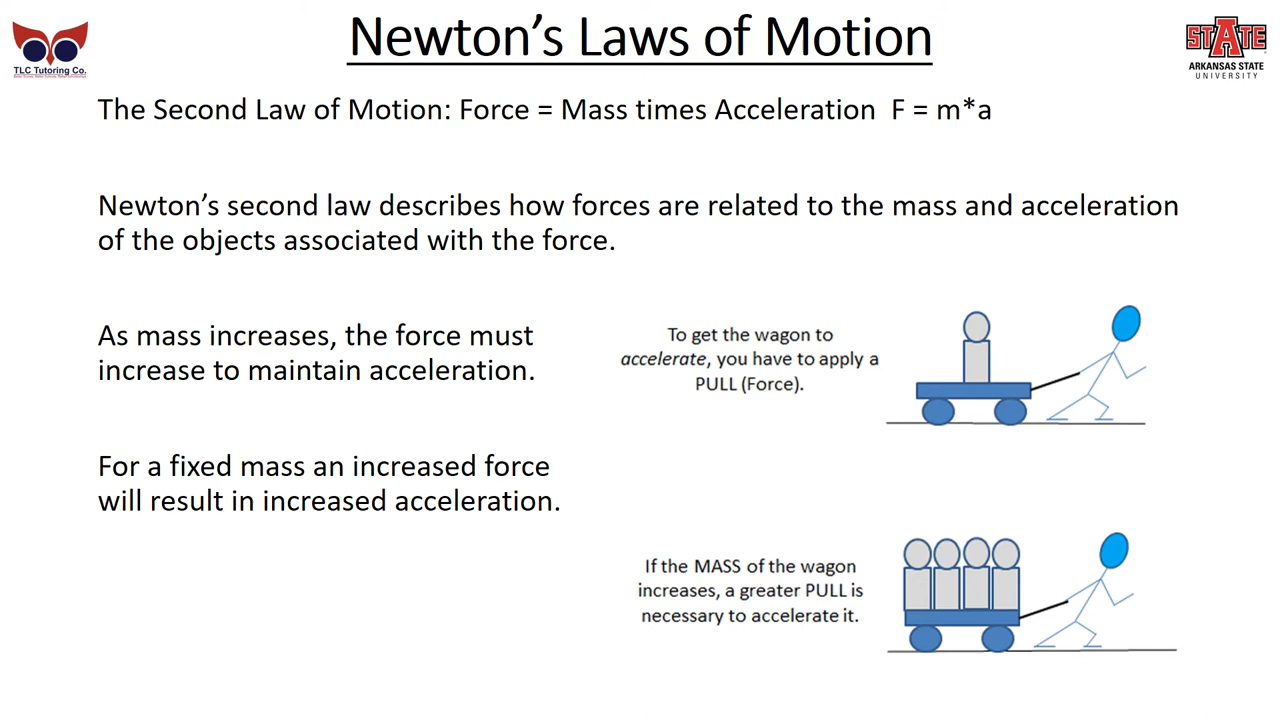 Newton's Laws of Motion
TLC Tutoring Co.
STATE
ARKANSAS STATE
UNIVERSITY
The Second Law of Motion: Force = Mass times Acceleration  F = m*a
Newton's second law describes how forces are related to the mass and acceleration
of the objects associated with the force.
As mass increases, the force must
increase to maintain acceleration.
To get the wagon to
accelerate, you have to apply a
PULL (Force).
For a fixed mass an increased force
will result in increased acceleration.
If the MASS of the wagon
increases, a greater PULL is
necessary to accelerate it.